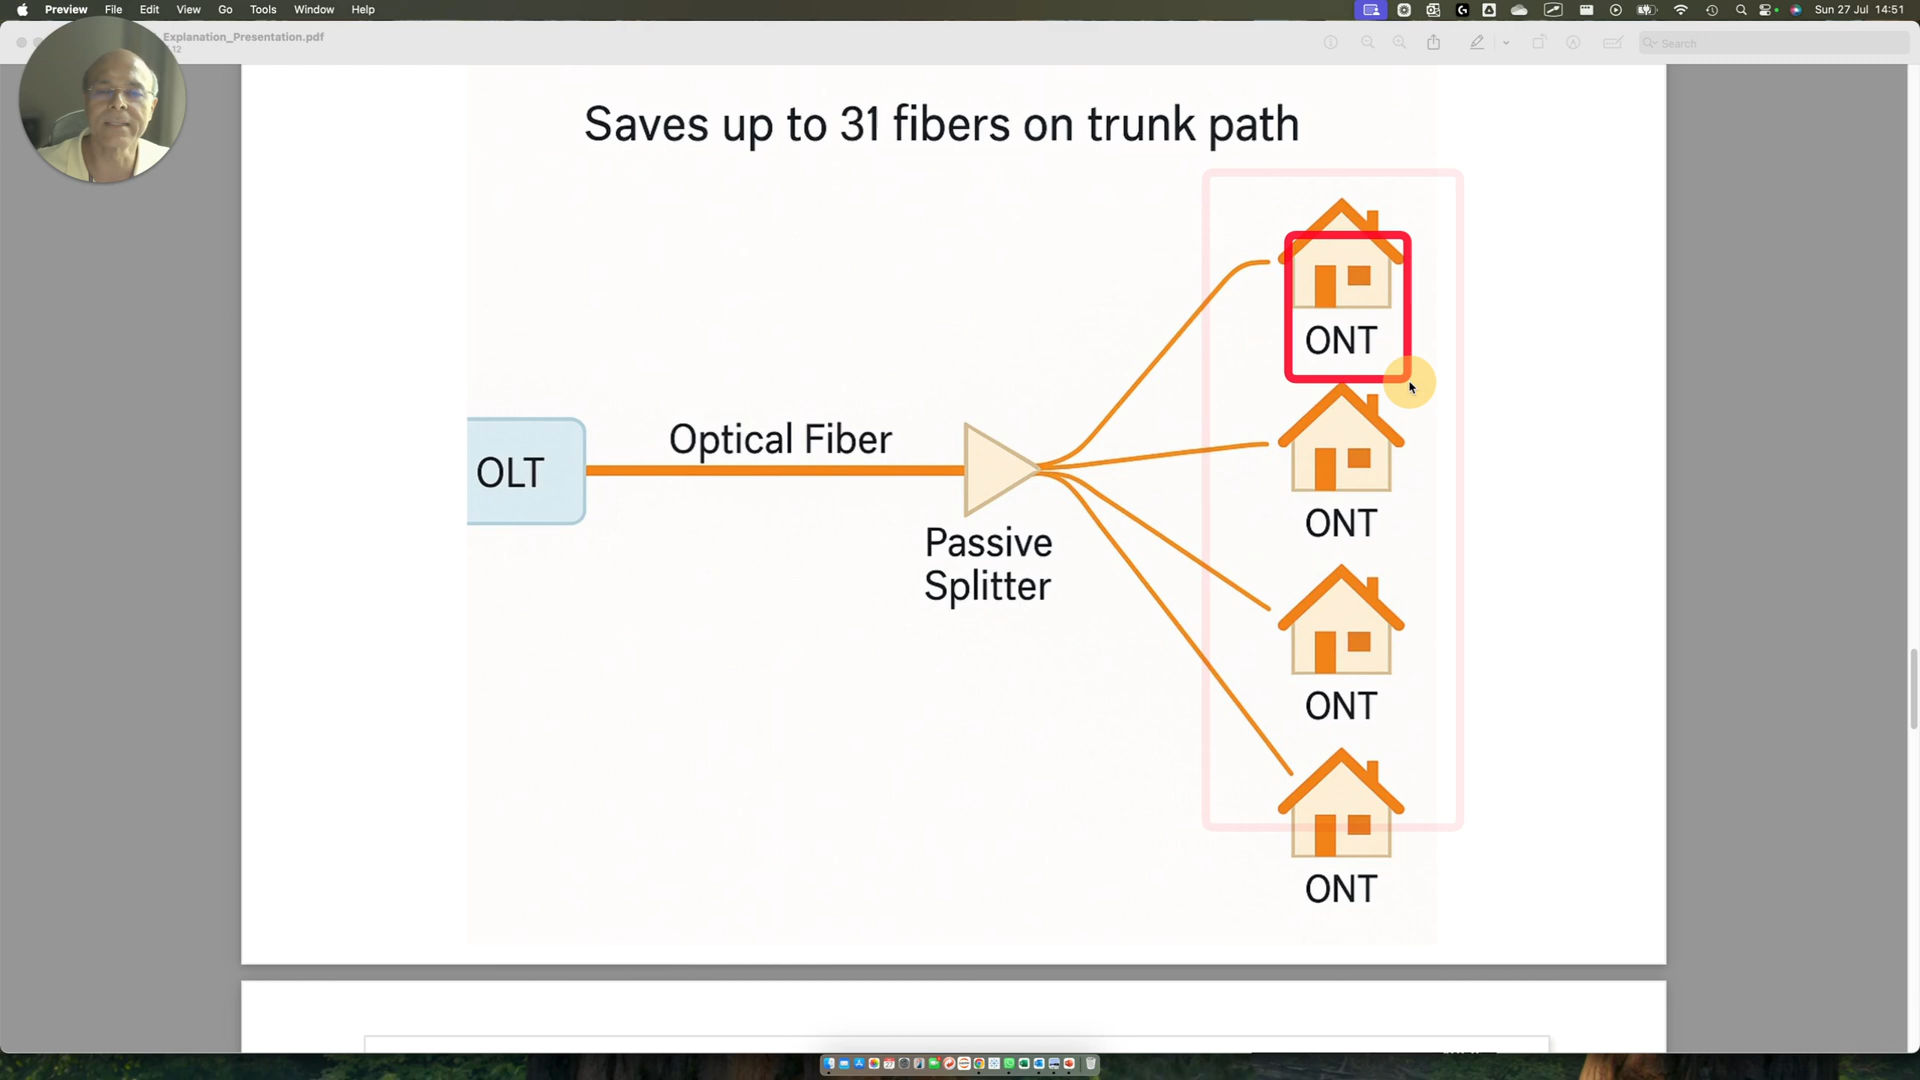 Preview File Edit View Go Tools Window Help Sun 27 Jul 14:51
Explanation_Presentation.pdf
Search
Saves up to 31 fibers on trunk path
ONT
Optical Fiber
OLT
ONT
Passive
Splitter
ONT
ONT